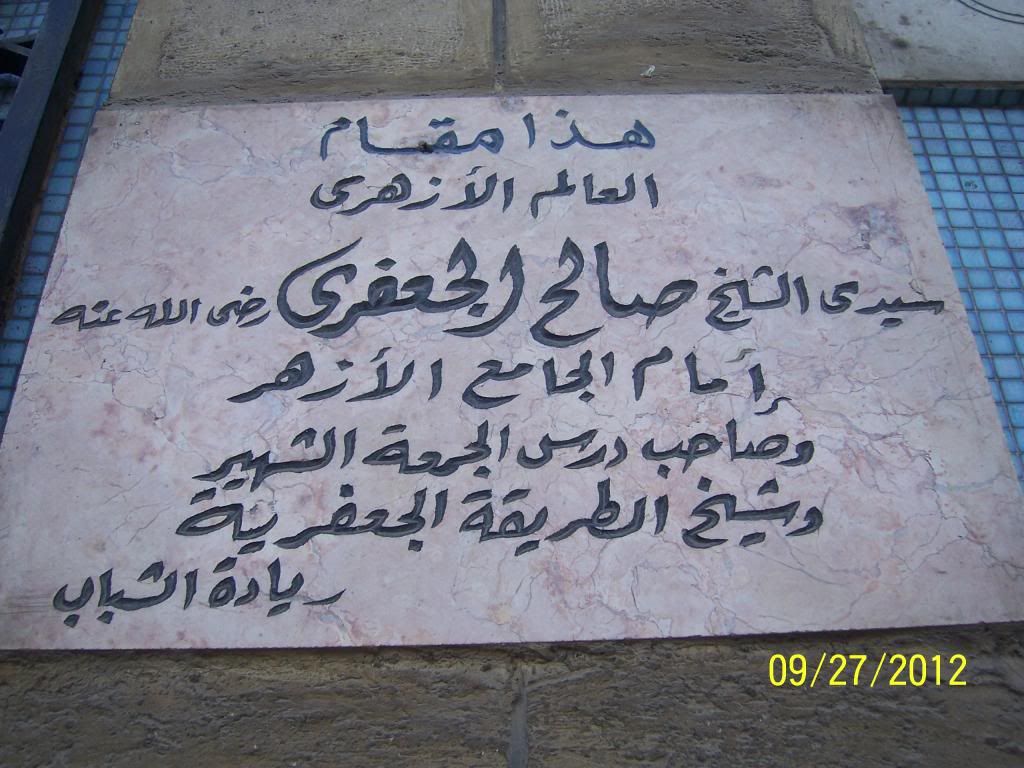 هذا مقام
العالم الأزهرى
سيدى الشيخ صالح الجعفرى رضى الله عنه
إمام الجامع الأزهر
وصاحب درس الجمعة الشهير
وشيخ الطريقة الجعفرية
ريادة الشباب
09/27/2012